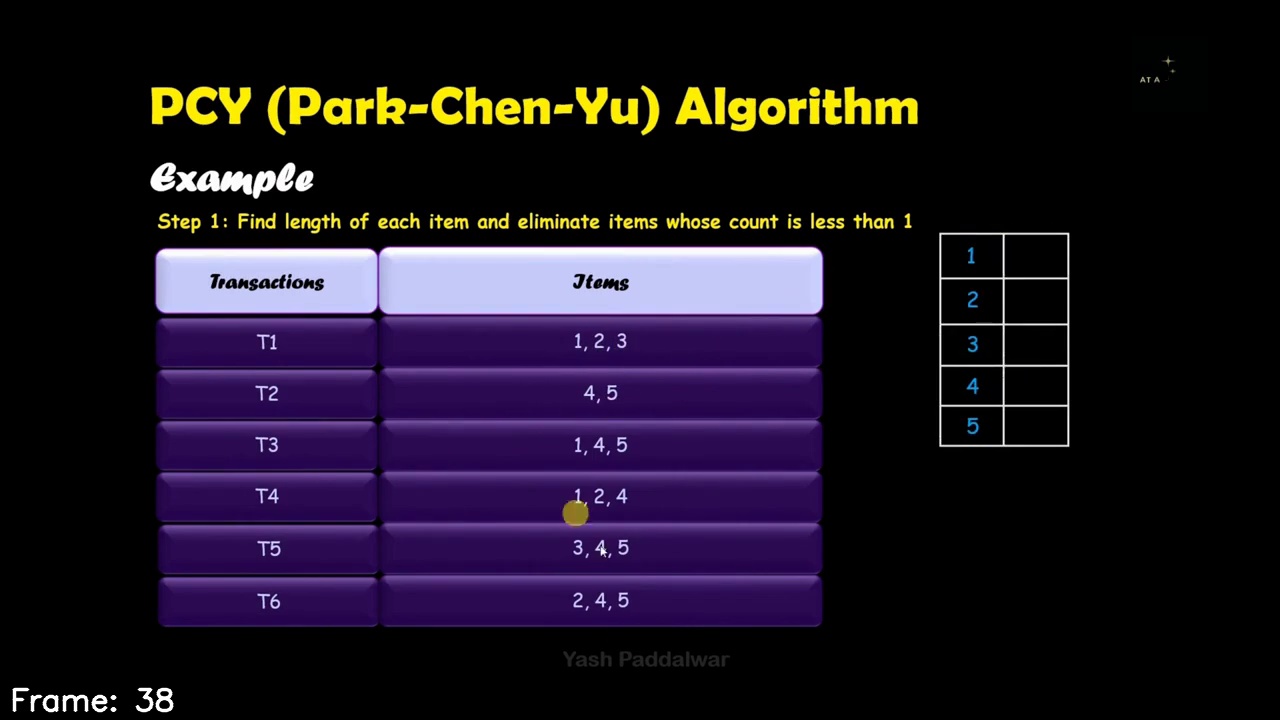 AT A
PCY (Park-Chen-Yu) Algorithm
Example
Step 1: Find length of each item and eliminate items whose count is less than 1
Transactions Items
T1 1, 2, 3
T2 4, 5
T3 1, 4, 5
T4 1, 2, 4
T5 3, 4, 5
T6 2, 4, 5
1
2
3
4
5
Yash Paddalwar
Frame: 38